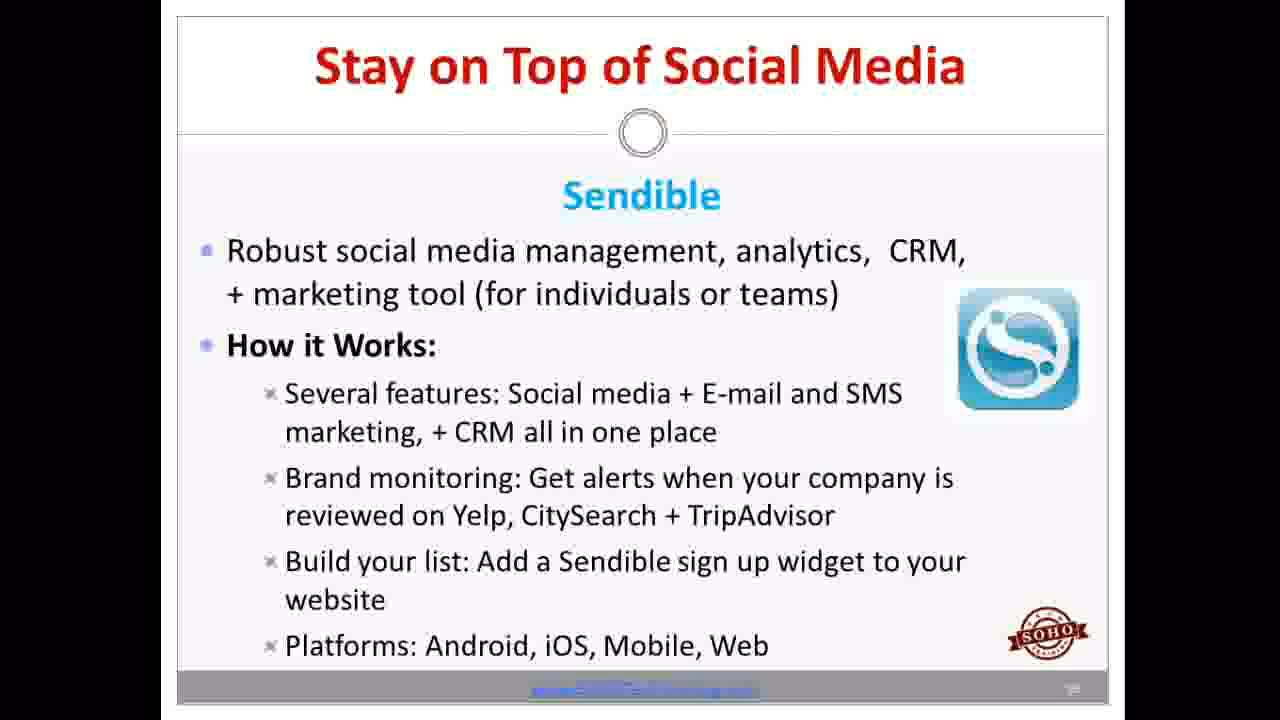 Stay on Top of Social Media
Sendible
Robust social media management, analytics, CRM,
+ marketing tool (for individuals or teams)
How it Works:
Several features: Social media + E-mail and SMS
marketing, + CRM all in one place
Brand monitoring: Get alerts when your company is
reviewed on Yelp, CitySearch + TripAdvisor
Build your list: Add a Sendible sign up widget to your
website
Platforms: Android, iOS, Mobile, Web
SOHO